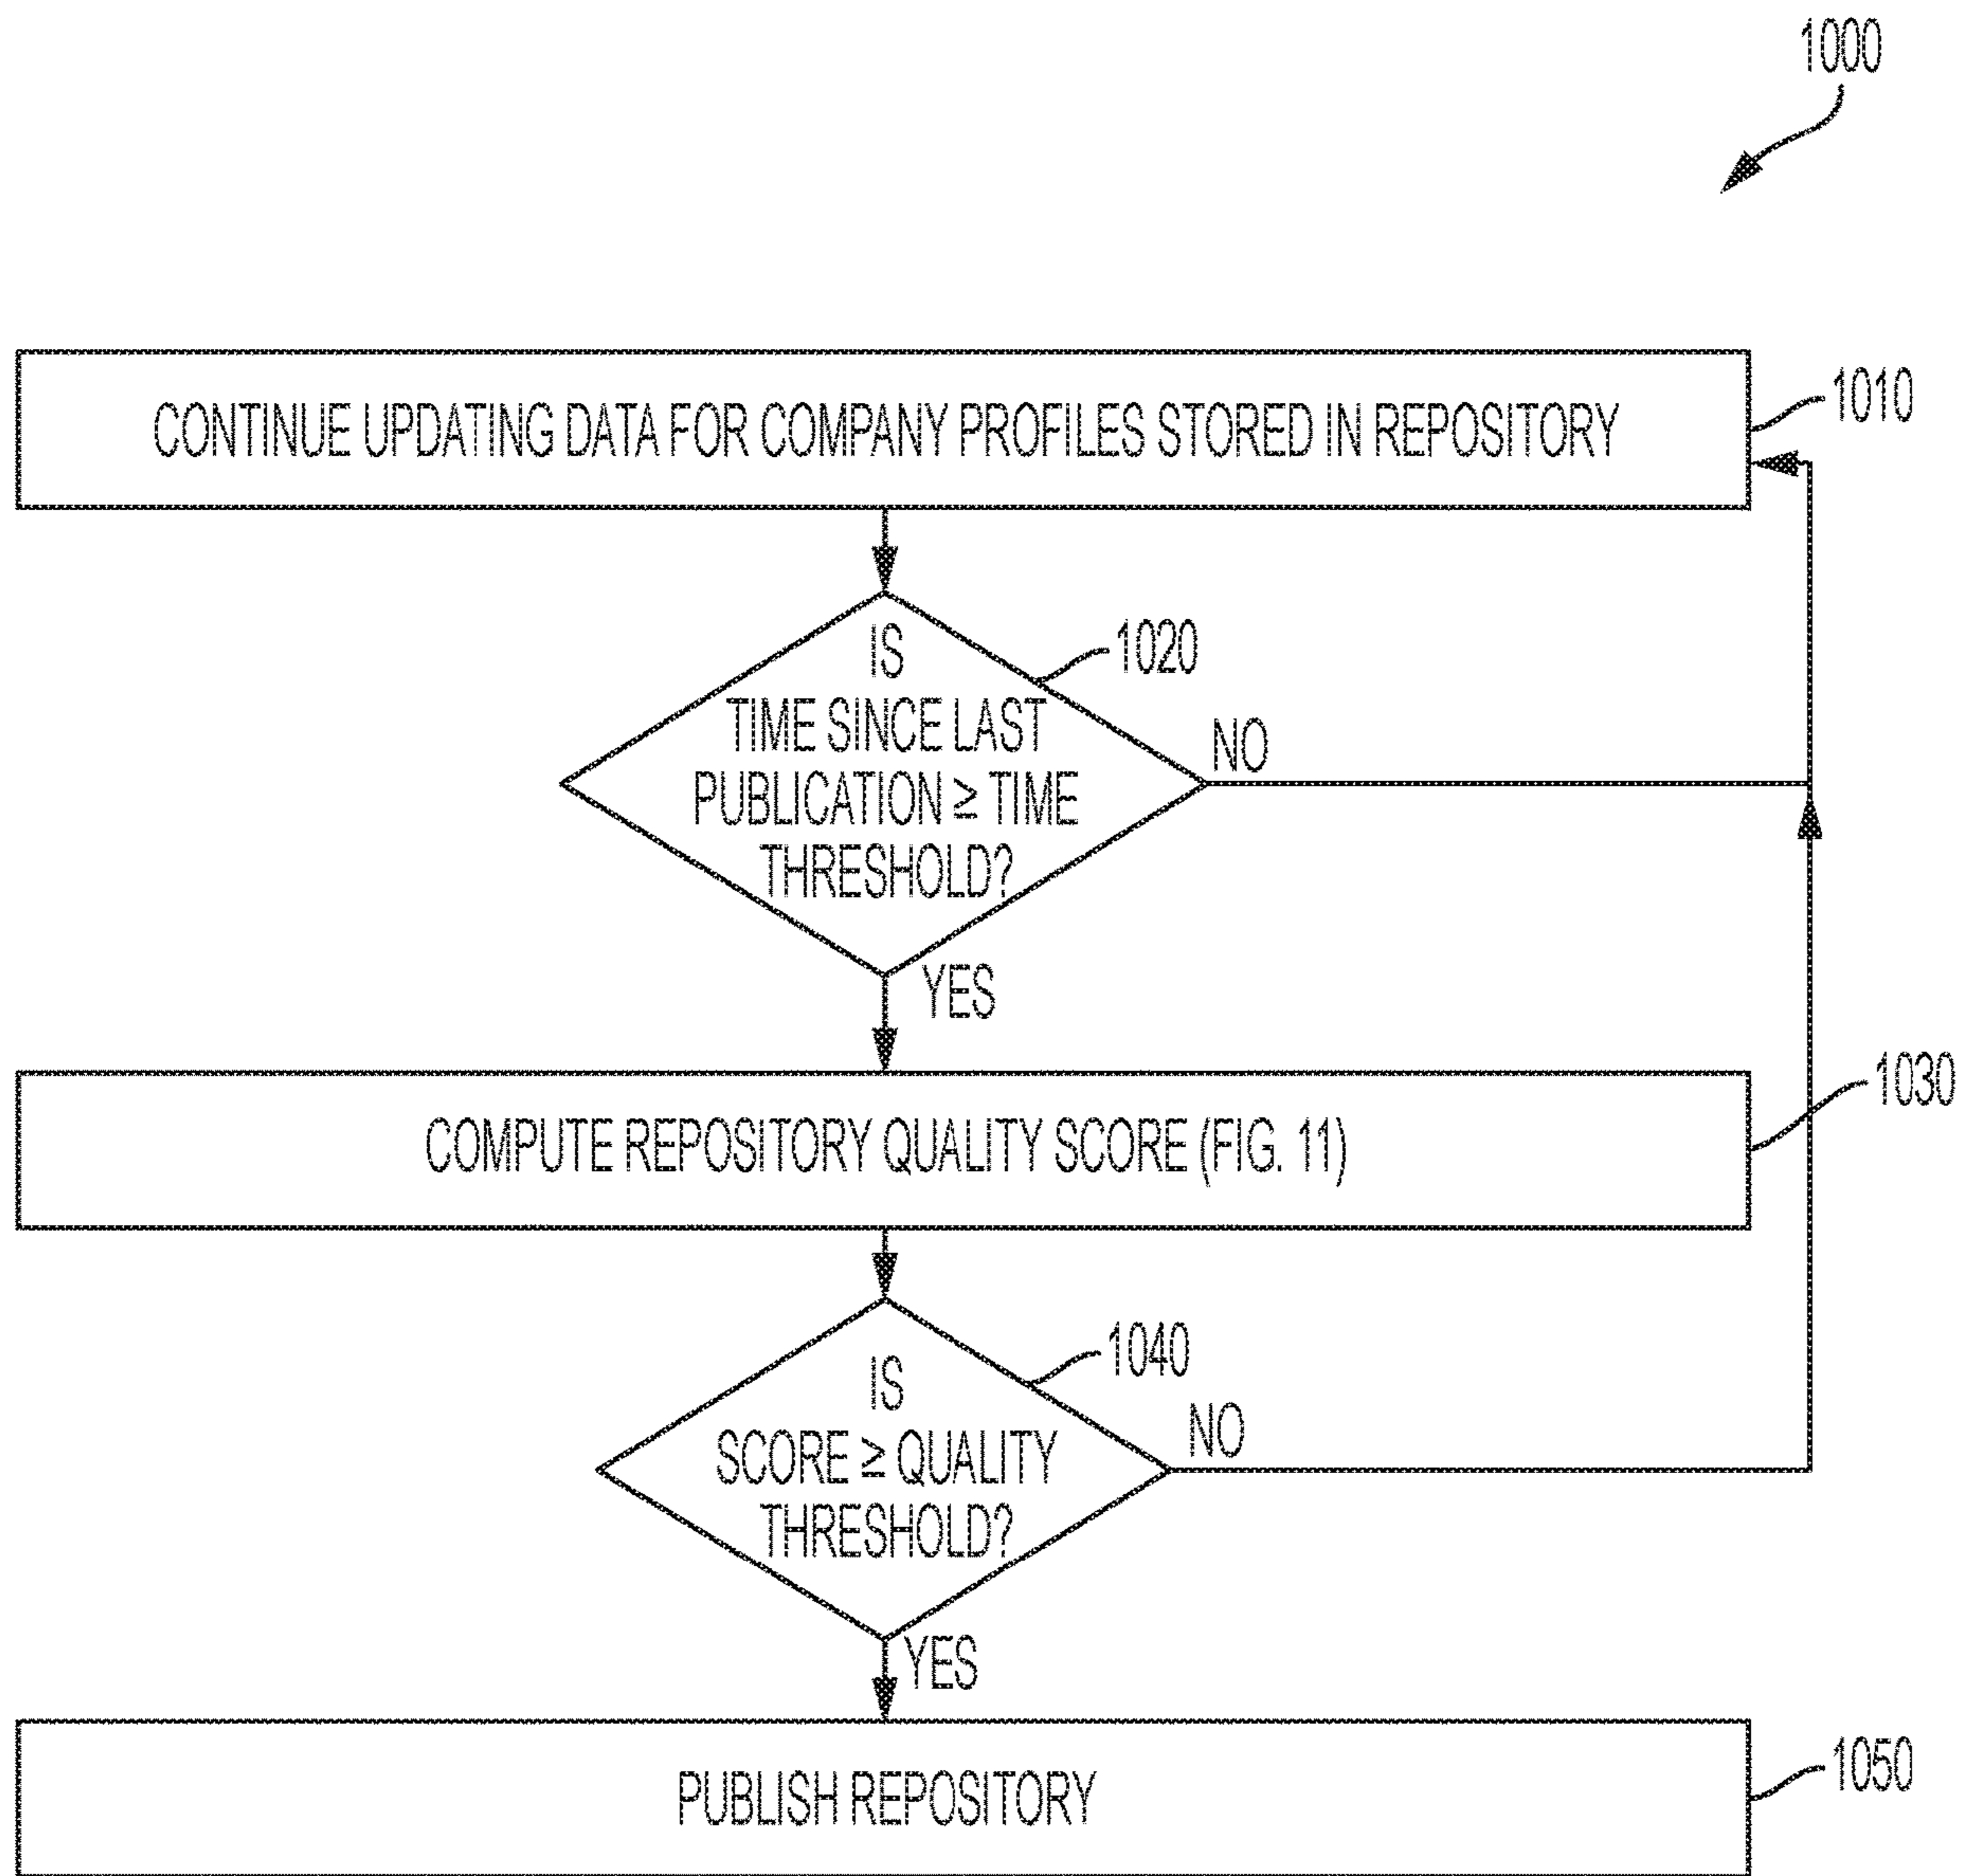 1000
CONTINUE UPDATING DATA FOR COMPANY PROFILES STORED IN REPOSITORY
1010
IS
TIME SINCE LAST
PUBLICATION ≥ TIME
THRESHOLD?
1020
NO
YES
COMPUTE REPOSITORY QUALITY SCORE (FIG. 11)
1030
IS
SCORE ≥ QUALITY
THRESHOLD?
1040
NO
YES
PUBLISH REPOSITORY
1050